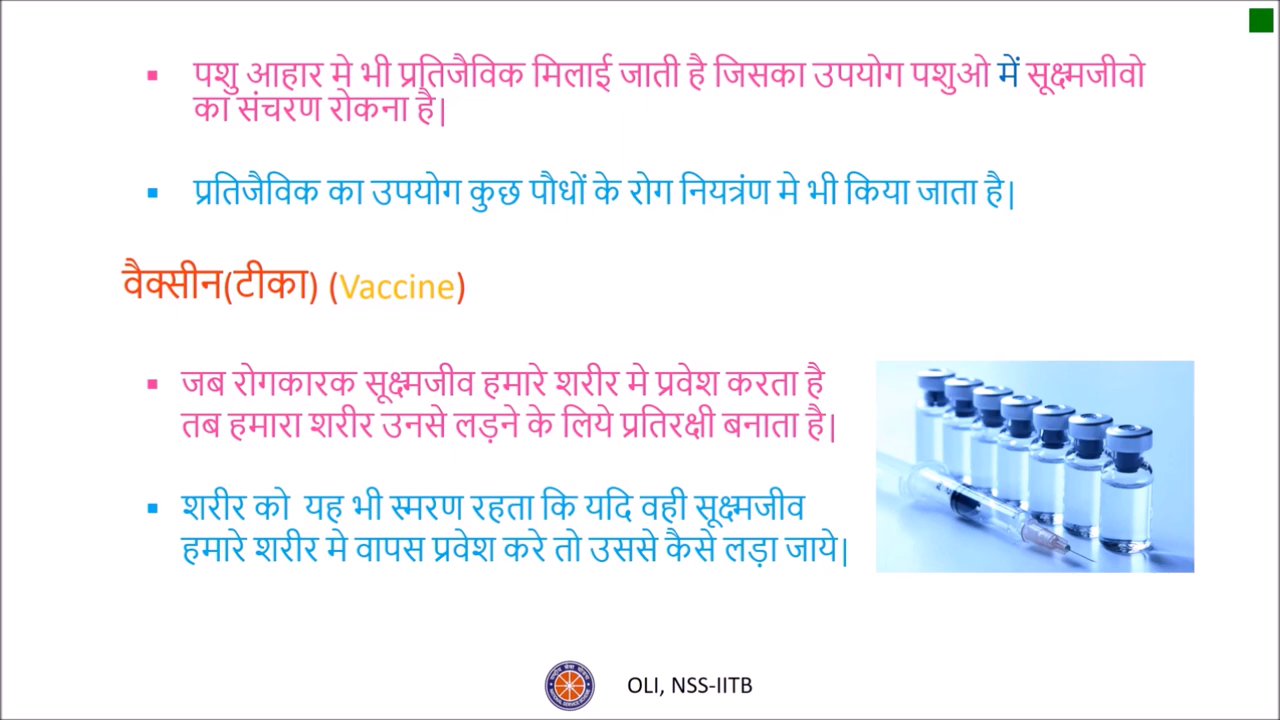 पशु आहार मे भी प्रतिजैविक मिलाई जाती है जिसका उपयोग पशुओ में सूक्ष्मजीवो
का संचरण रोकना है|
प्रतिजैविक का उपयोग कुछ पौधों के रोग नियत्रंण मे भी किया जाता है|
वैक्सीन(टीका) (Vaccine)
जब रोगकारक सूक्ष्मजीव हमारे शरीर मे प्रवेश करता है
तब हमारा शरीर उनसे लड़ने के लिये प्रतिरक्षी बनाता है|
शरीर को यह भी स्मरण रहता कि यदि वही सूक्ष्मजीव
हमारे शरीर मे वापस प्रवेश करे तो उससे कैसे लड़ा जाये|
OLI, NSS-IITB